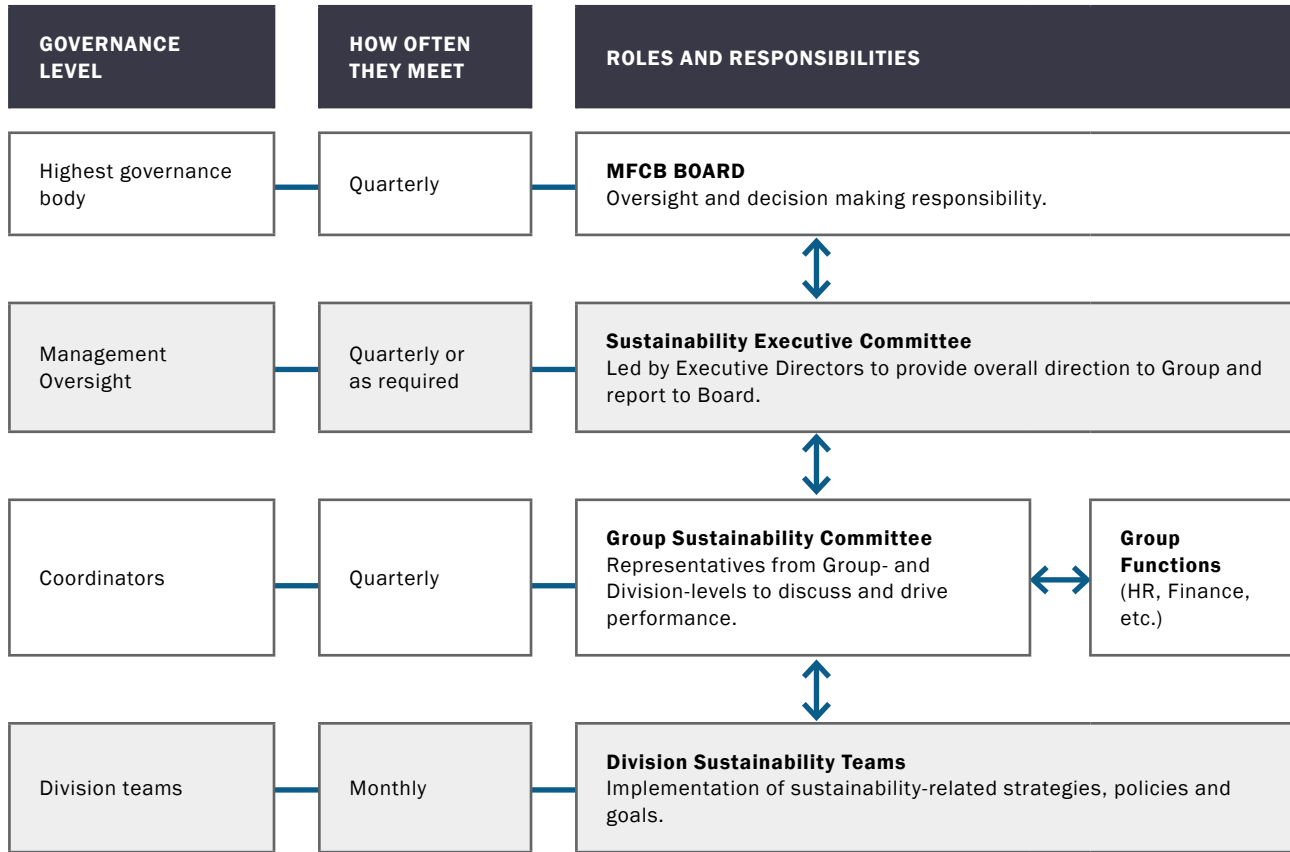 GOVERNANCE
LEVEL
HOW OFTEN
THEY MEET
ROLES AND RESPONSIBILITIES
Highest governance
body
Quarterly
MFCB BOARD
Oversight and decision making responsibility.
Management
Oversight
Quarterly or
as required
Sustainability Executive Committee
Led by Executive Directors to provide overall direction to Group and
report to Board.
Coordinators
Quarterly
Group Sustainability Committee
Representatives from Group- and
Division-levels to discuss and drive
performance.
Group
Functions
(HR, Finance,
etc.)
Division teams
Monthly
Division Sustainability Teams
Implementation of sustainability-related strategies, policies and
goals.